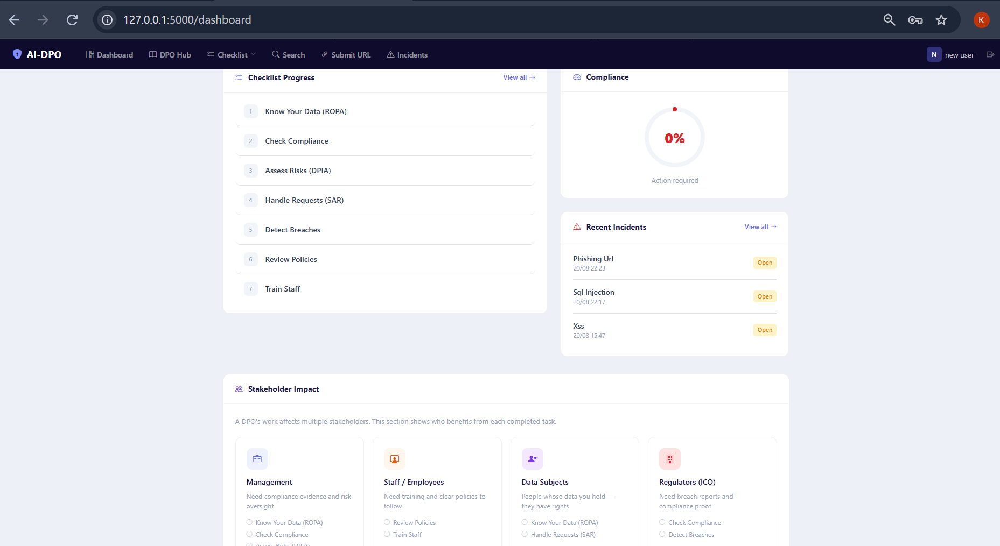 127.0.0.1:5000/dashboard
K
AI-DPO
Dashboard
DPO Hub
Checklist
Search
Submit URL
Incidents
N
new user
Checklist Progress
View all →
1
Know Your Data (ROPA)
2
Check Compliance
3
Assess Risks (DPIA)
4
Handle Requests (SAR)
5
Detect Breaches
6
Review Policies
7
Train Staff
Compliance
0%
Action required
Recent Incidents
View all →
Phishing Url
20/08 22:23
Open
Sql Injection
20/08 22:17
Open
Xss
20/08 15:47
Open
Stakeholder Impact
A DPO's work affects multiple stakeholders. This section shows who benefits from each completed task.
Management
Need compliance evidence and risk
oversight
Know Your Data (ROPA)
Check Compliance
Assess Risks (DPIA)
Staff / Employees
Need training and clear policies to
follow
Review Policies
Train Staff
Data Subjects
People whose data you hold —
they have rights
Know Your Data (ROPA)
Handle Requests (SAR)
Regulators (ICO)
Need breach reports and
compliance proof
Check Compliance
Detect Breaches